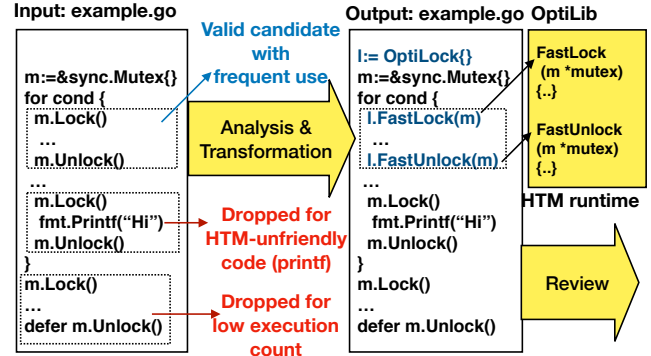 Input: example.go
m:=&sync.Mutex{}
for cond {
m.Lock()
...
m.Unlock()
...
m.Lock()
fmt.Printf(“Hi”)
m.Unlock()
}
m.Lock()
...
defer m.Unlock()
Valid candidate
with
frequent use
Analysis &
Transformation
Dropped for
HTM-unfriendly
code (printf)
Dropped for
low execution
count
Output: example.go
l:= OptiLock{}
m:=&sync.Mutex{}
for cond {
l.FastLock(m)
...
l.FastUnlock(m)
...
m.Lock()
fmt.Printf(“Hi”)
m.Unlock()
}
m.Lock()
...
defer m.Unlock()
OptiLib
FastLock
(m *mutex)
{..}
FastUnlock
(m *mutex)
{..}
HTM runtime
Review